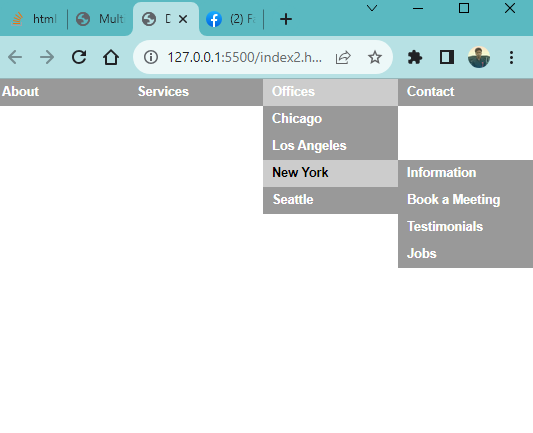 html
Mult
D
(2) Fa
127.0.0.1:5500/index2.h...
About Services Offices Contact
Chicago
Los Angeles
New York Information
Seattle Book a Meeting
Testimonials
Jobs